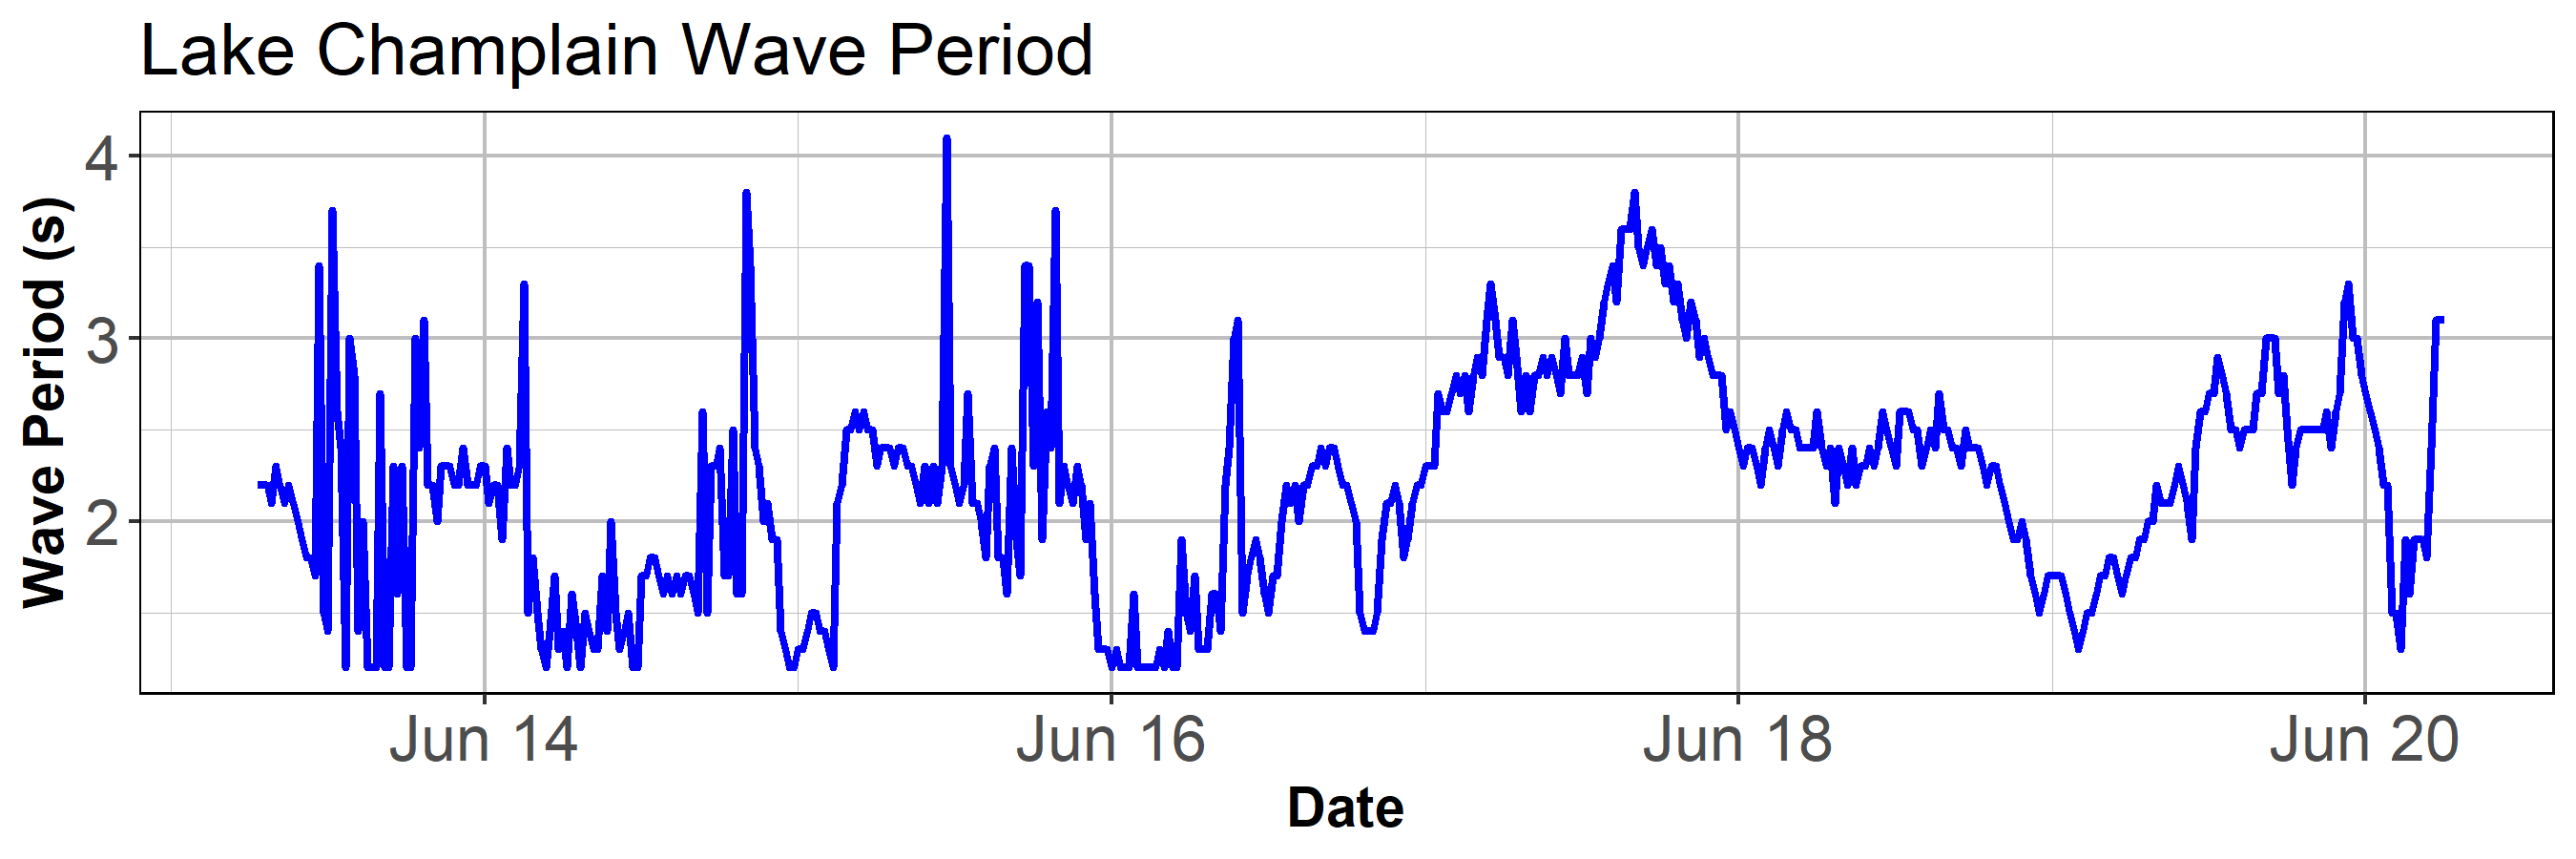 Lake Champlain Wave Period
Wave Period (s)
4
3
2
Jun 14 Jun 16 Jun 18 Jun 20
Date